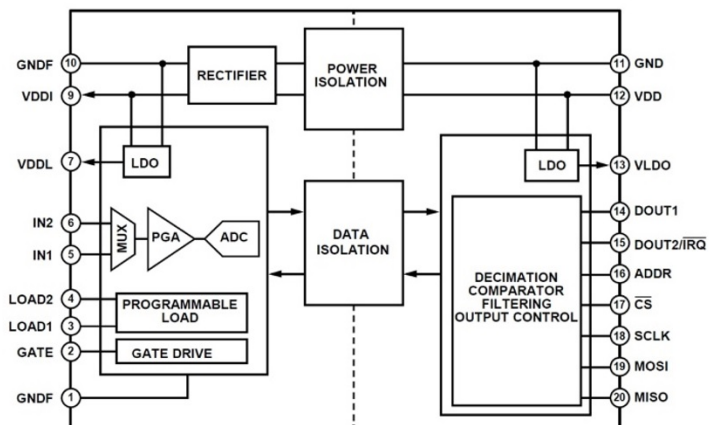 GNDF 10
VDDI 9
VDDL 7
IN2 6
IN1 5
LOAD2 4
LOAD1 3
GATE 2
GNDF 1
RECTIFIER
POWER
ISOLATION
LDO
MUX
PGA
ADC
PROGRAMMABLE
LOAD
GATE DRIVE
DATA
ISOLATION
LDO
DECIMATION
COMPARATOR
FILTERING
OUTPUT CONTROL
11 GND
12 VDD
13 VLDO
14 DOUT1
15 DOUT2/I̅R̅Q̅
16 ADDR
17 C̅S̅
18 SCLK
19 MOSI
20 MISO